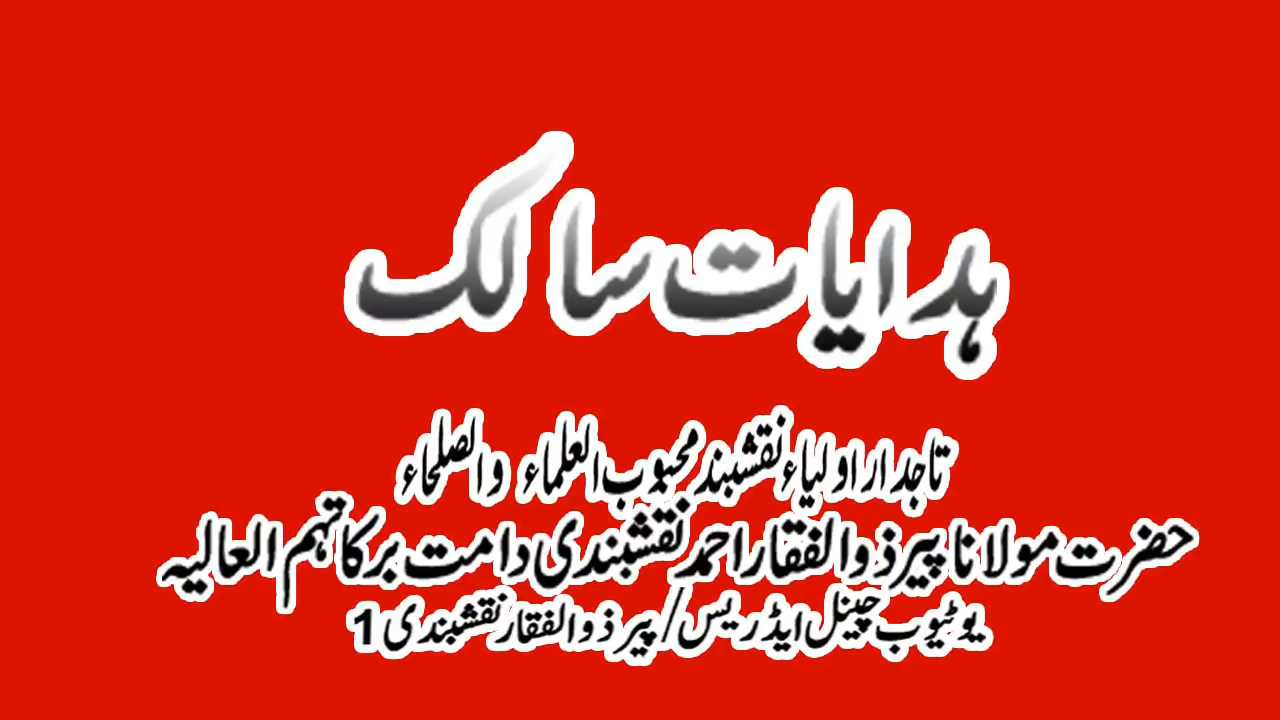 ہدایات سالک
تاجدار اولیاء نقشبند محبوب العلماء والصلحاء
حضرت مولانا پیر ذوالفقار احمد نقشبندی دامت برکاتہم العالیہ
یوٹیوب چینل ایڈریس/ پیر ذوالفقار نقشبندی 1